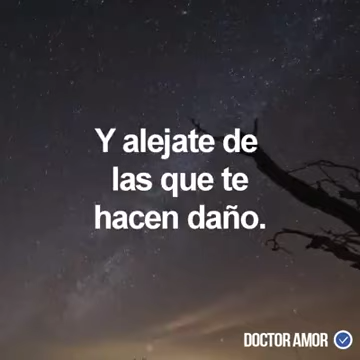 Y alejate de
las que te
hacen daño.
DOCTOR AMOR